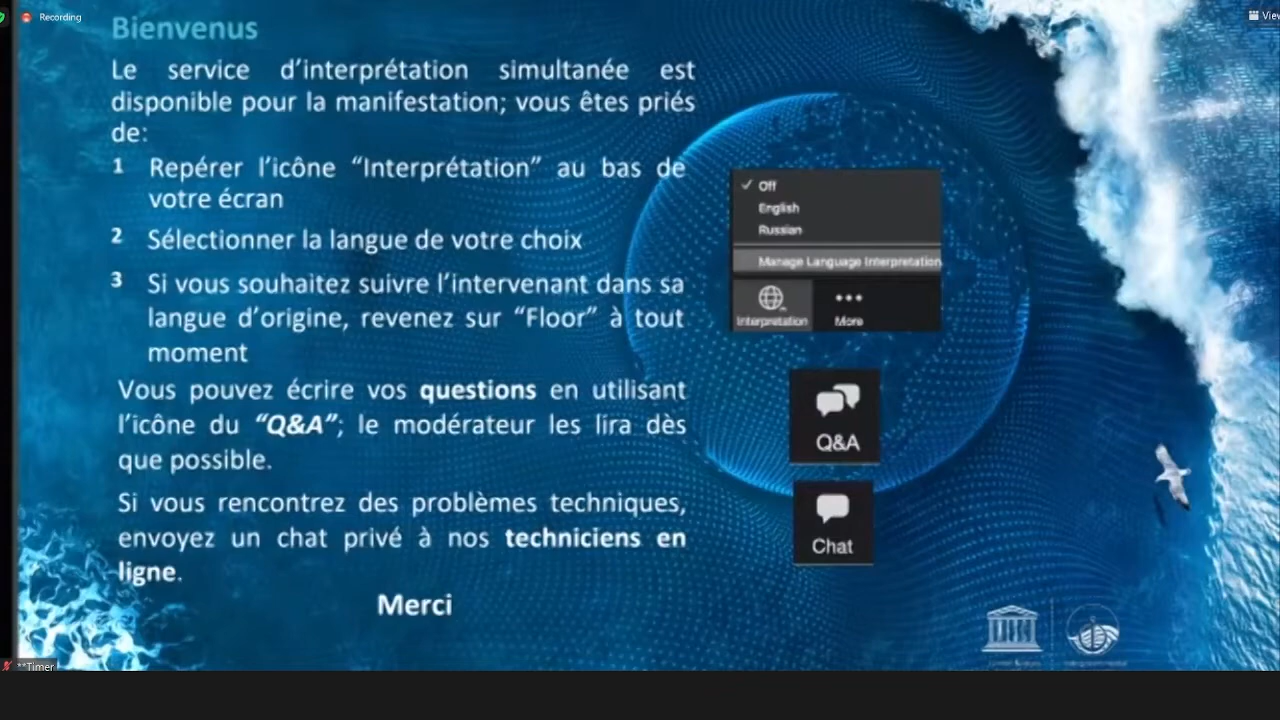 Recording
View
Bienvenus
Le service d’interprétation simultanée est
disponible pour la manifestation; vous êtes priés
de:
1 Repérer l’icône “Interprétation” au bas de
votre écran
2 Sélectionner la langue de votre choix
3 Si vous souhaitez suivre l’intervenant dans sa
langue d’origine, revenez sur “Floor” à tout
moment
Vous pouvez écrire vos questions en utilisant
l’icône du “Q&A”; le modérateur les lira dès
que possible.
Si vous rencontrez des problèmes techniques,
envoyez un chat privé à nos techniciens en
ligne.
Merci
Off
English
Russian
Manage Language Interpretation
Interpretation
More
Q&A
Chat
**Timer